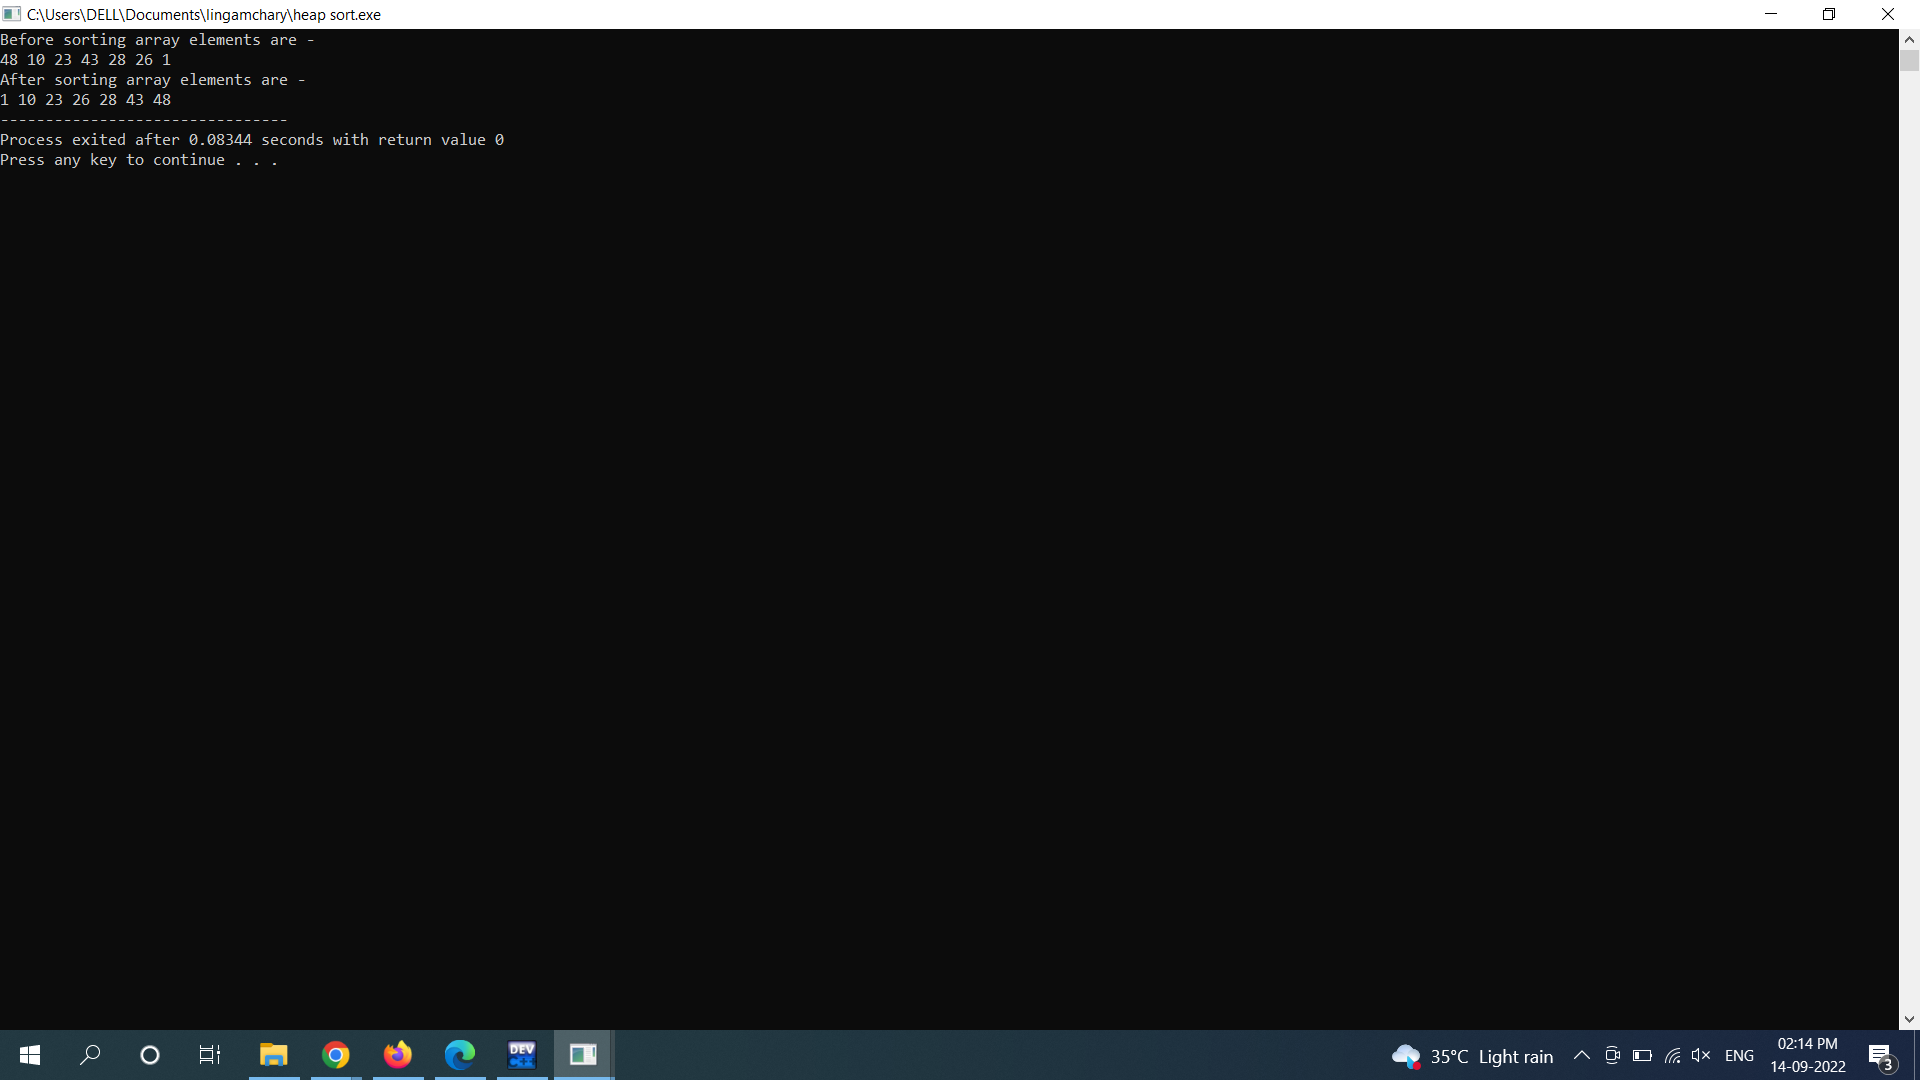 C:\Users\DELL\Documents\lingamchary\heap sort.exe
Before sorting array elements are -
48 10 23 43 28 26 1
After sorting array elements are -
1 10 23 26 28 43 48
--------------------------------
Process exited after 0.08344 seconds with return value 0
Press any key to continue . . .
DEV
C++
35°C Light rain
ENG
02:14 PM
14-09-2022
3